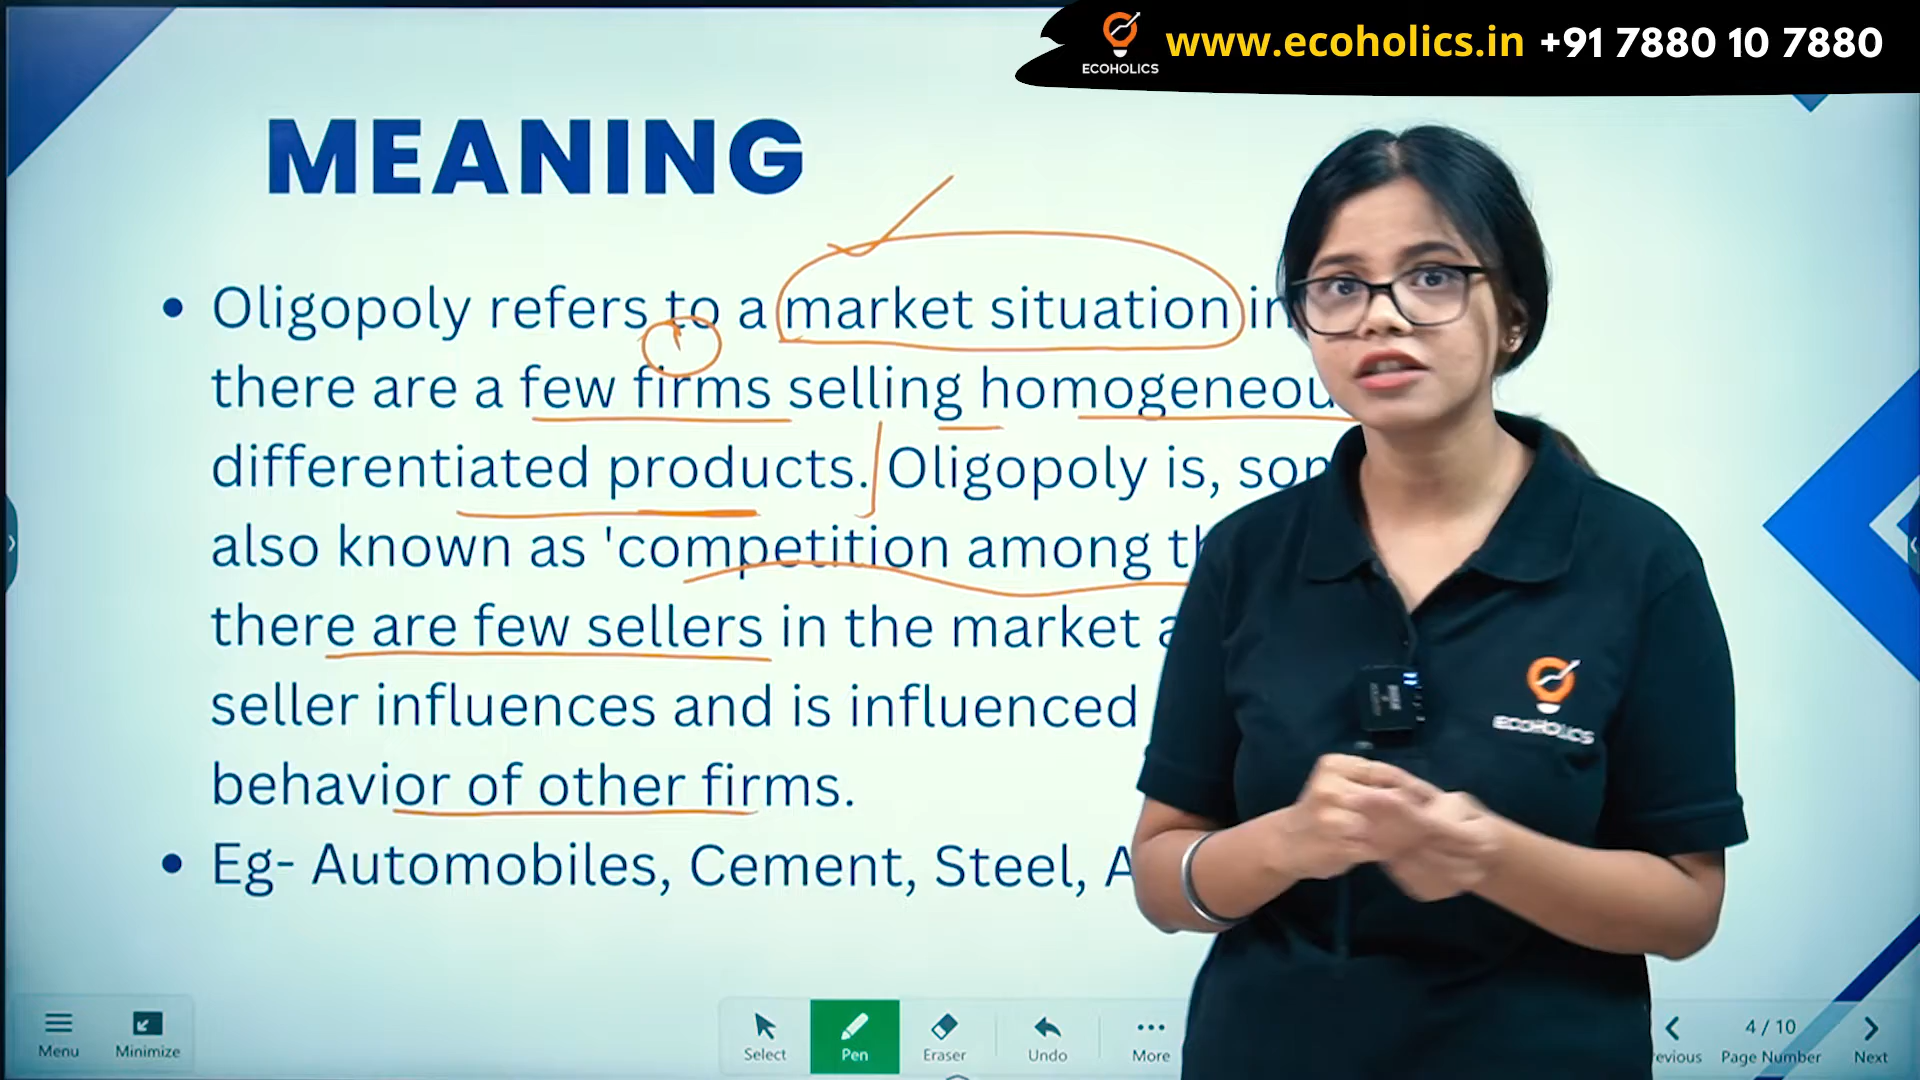 www.ecoholics.in +91 7880 10 7880
ECOHOLICS
MEANING
• Oligopoly refers to a market situation in
there are a few firms selling homogeneou
differentiated products. Oligopoly is, som
also known as 'competition among th
there are few sellers in the market a
seller influences and is influenced
behavior of other firms.
• Eg- Automobiles, Cement, Steel, A
ECOHOLICS
Menu
Minimize
Select
Pen
Eraser
Undo
More
evious
4 / 10
Page Number
Next